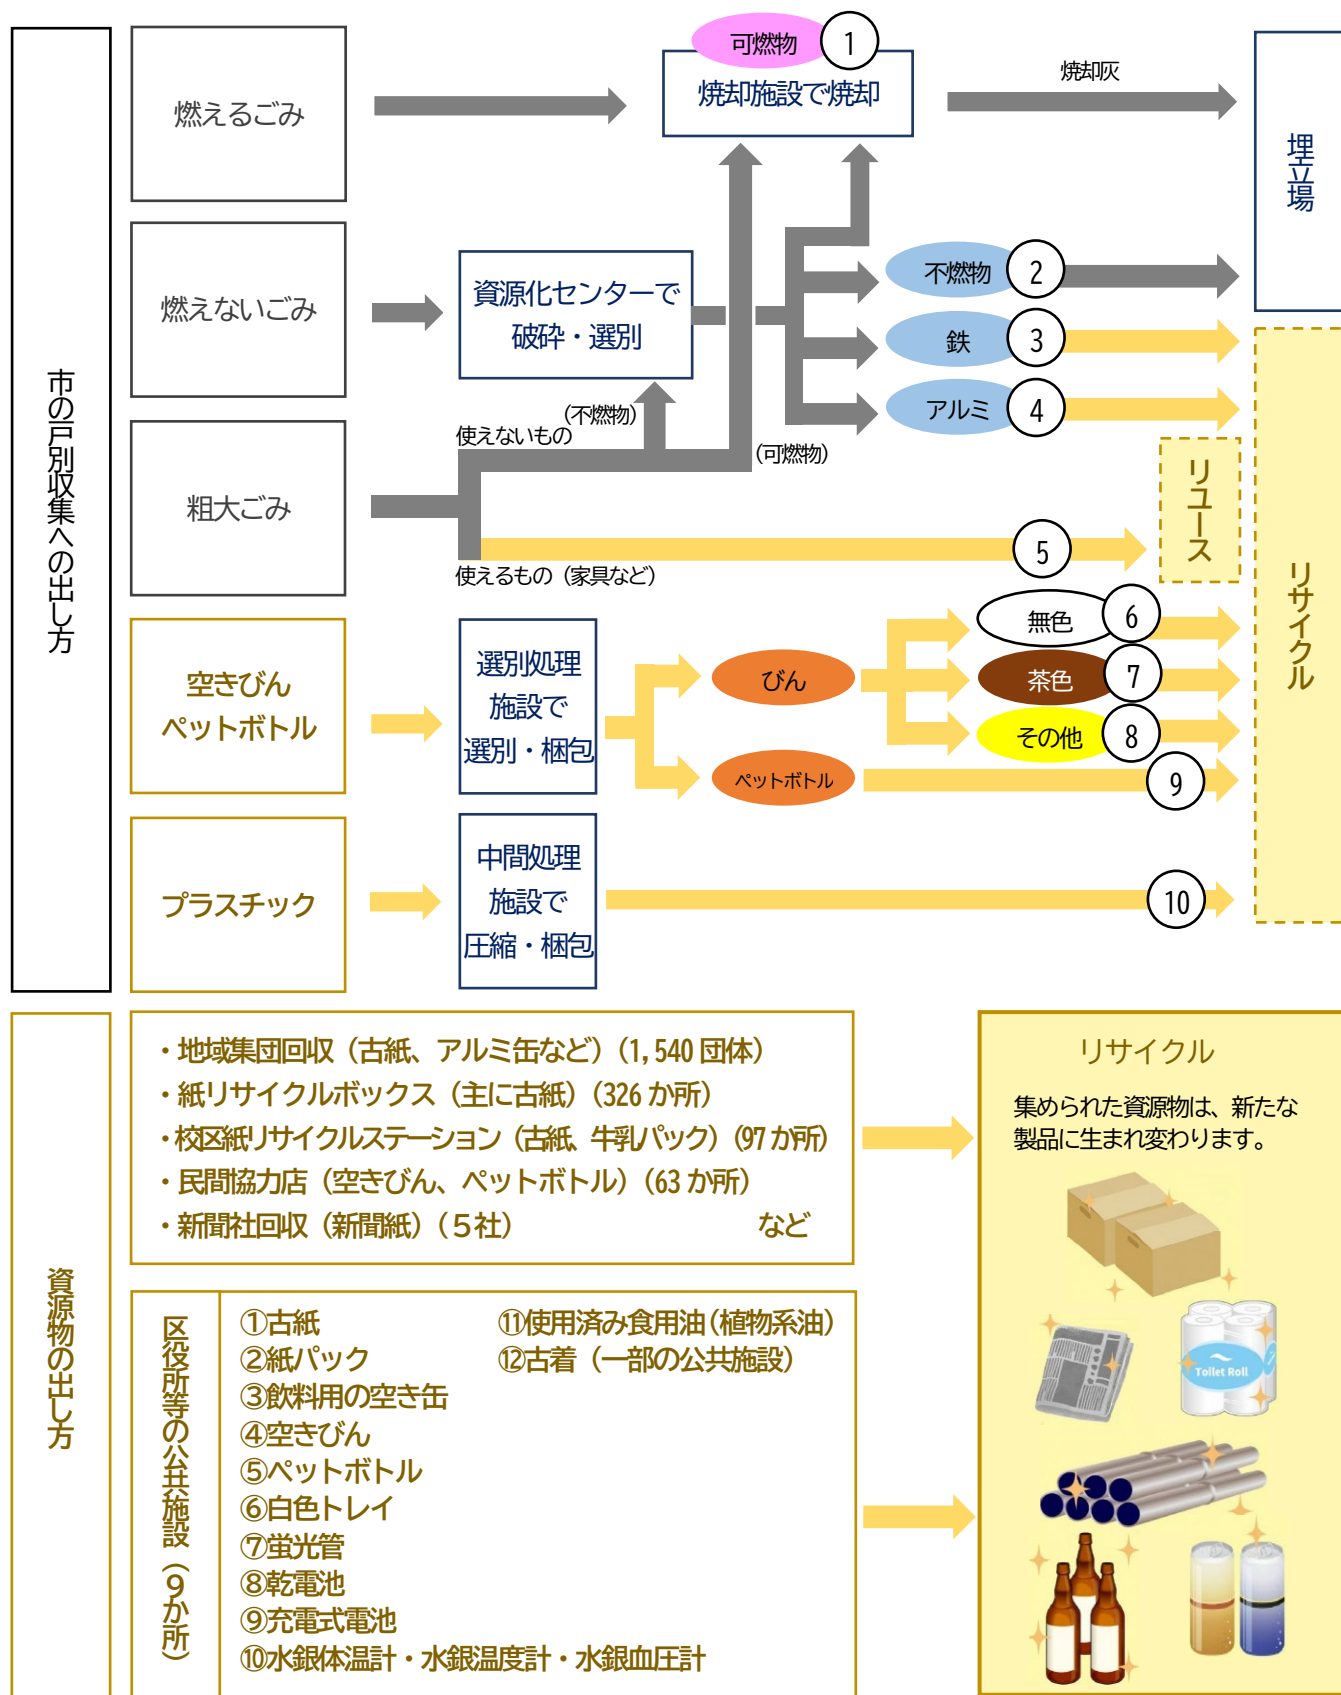 市の戸別収集への出し方
燃えるごみ
可燃物
1
焼却施設で焼却
焼却灰
埋立場
燃えないごみ
資源化センターで
破砕・選別
不燃物
2
鉄
3
アルミ
4
粗大ごみ
使えないもの
(不燃物)
(可燃物)
使えるもの（家具など）
5
リユース
リサイクル
空きびん
ペットボトル
選別処理
施設で
選別・梱包
びん
無色
6
茶色
7
その他
8
ペットボトル
9
プラスチック
中間処理
施設で
圧縮・梱包
10
資源物の出し方
・地域集団回収（古紙、アルミ缶など）（1,540 団体）
・紙リサイクルボックス（主に古紙）（326 か所）
・校区紙リサイクルステーション（古紙、牛乳パック）（97 か所）
・民間協力店（空きびん、ペットボトル）（63 か所）
・新聞社回収（新聞紙）（５社） など
区役所等の公共施設（９か所）
①古紙
②紙パック
③飲料用の空き缶
④空きびん
⑤ペットボトル
⑥白色トレイ
⑦蛍光管
⑧乾電池
⑨充電式電池
⑩水銀体温計・水銀温度計・水銀血圧計
⑪使用済み食用油（植物系油）
⑫古着（一部の公共施設）
リサイクル
集められた資源物は、新たな
製品に生まれ変わります。
Toilet Roll